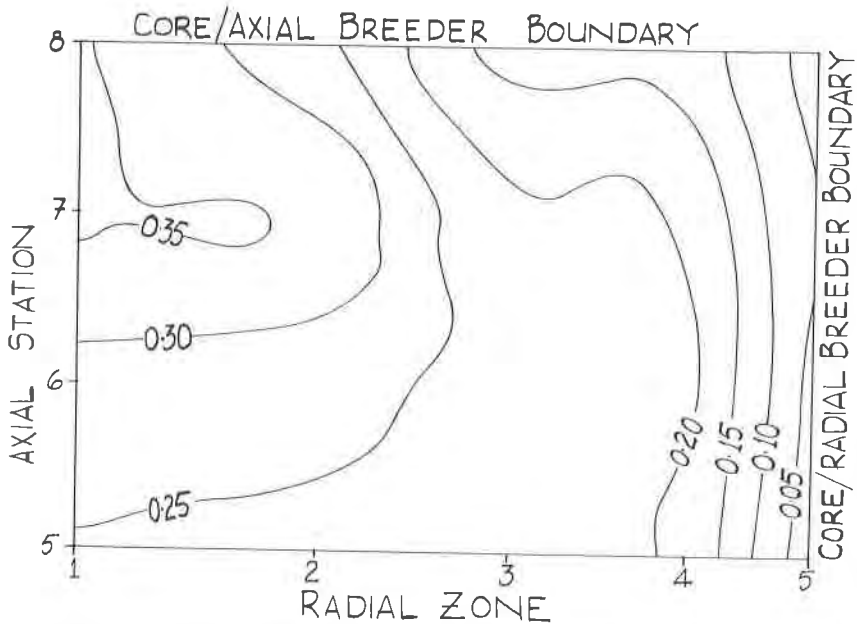 CORE/AXIAL BREEDER BOUNDARY
8
7
6
5
AXIAL STATION
0·35
0·30
0·25
0·20
0·15
0·10
0·05
CORE/RADIAL BREEDER BOUNDARY
1 2 3 4 5
RADIAL ZONE